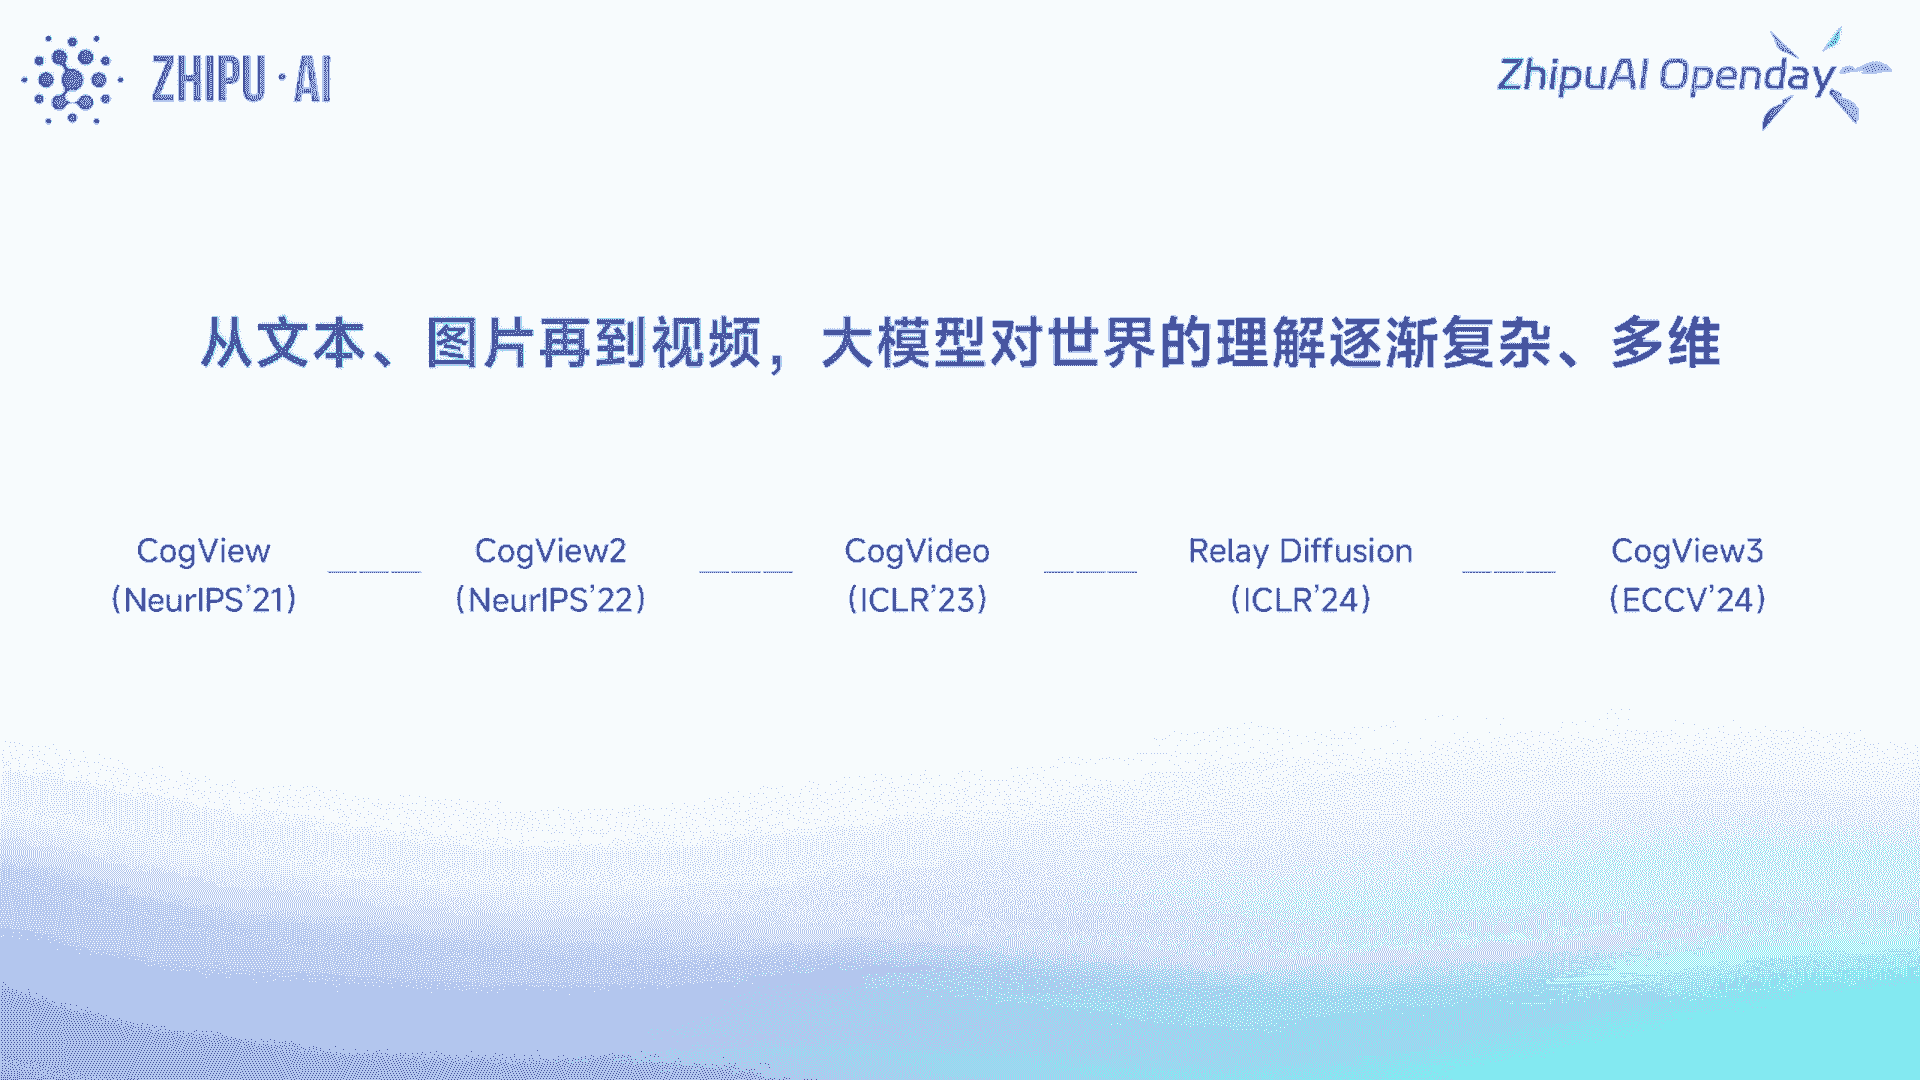 ZHIPU·AI
ZhipuAI Openday
从文本、图片再到视频，大模型对世界的理解逐渐复杂、多维
CogView
(NeurIPS’21)
CogView2
(NeurIPS’22)
CogVideo
(ICLR’23)
Relay Diffusion
(ICLR’24)
CogView3
(ECCV’24)